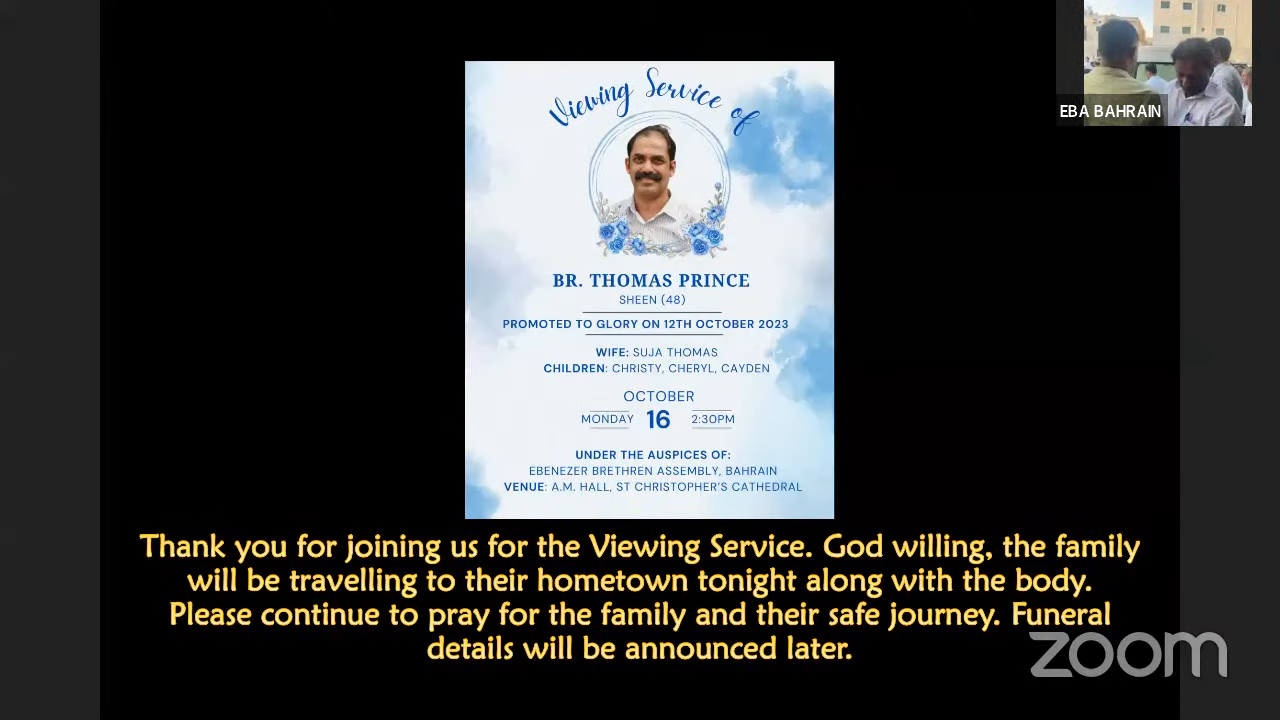 EBA BAHRAIN
Viewing Service of
BR. THOMAS PRINCE
SHEEN (48)
PROMOTED TO GLORY ON 12TH OCTOBER 2023
WIFE: SUJA THOMAS
CHILDREN: CHRISTY, CHERYL, CAYDEN
OCTOBER
MONDAY 16 2:30PM
UNDER THE AUSPICES OF:
EBENEZER BRETHREN ASSEMBLY, BAHRAIN
VENUE: A.M. HALL, ST CHRISTOPHER'S CATHEDRAL
Thank you for joining us for the Viewing Service. God willing, the family
will be travelling to their hometown tonight along with the body.
Please continue to pray for the family and their safe journey. Funeral
details will be announced later.
zoom